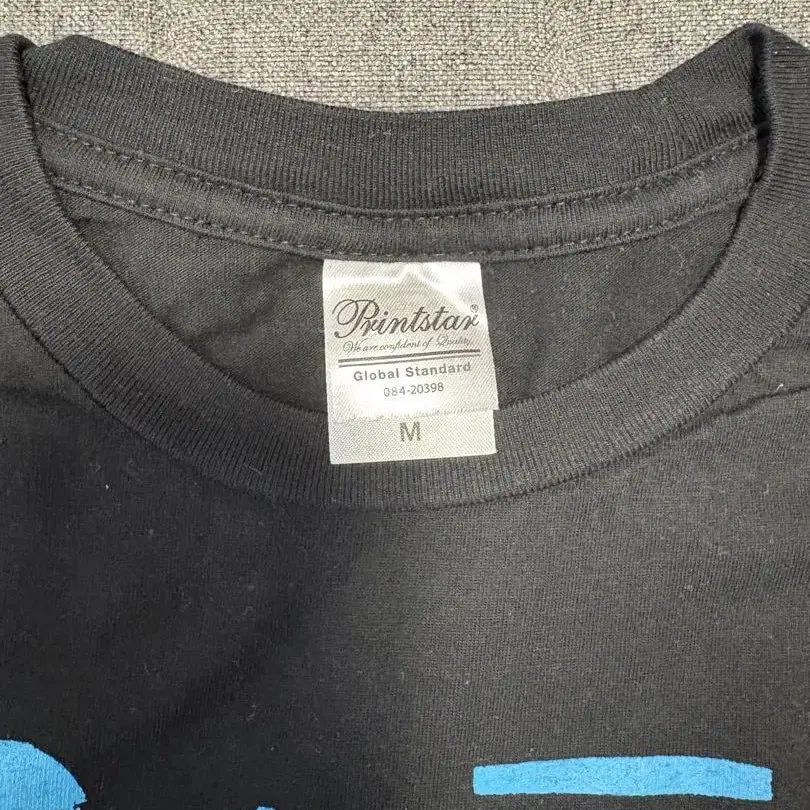 Printstar®
We are confident of Quality.
Global Standard
084-20398
M